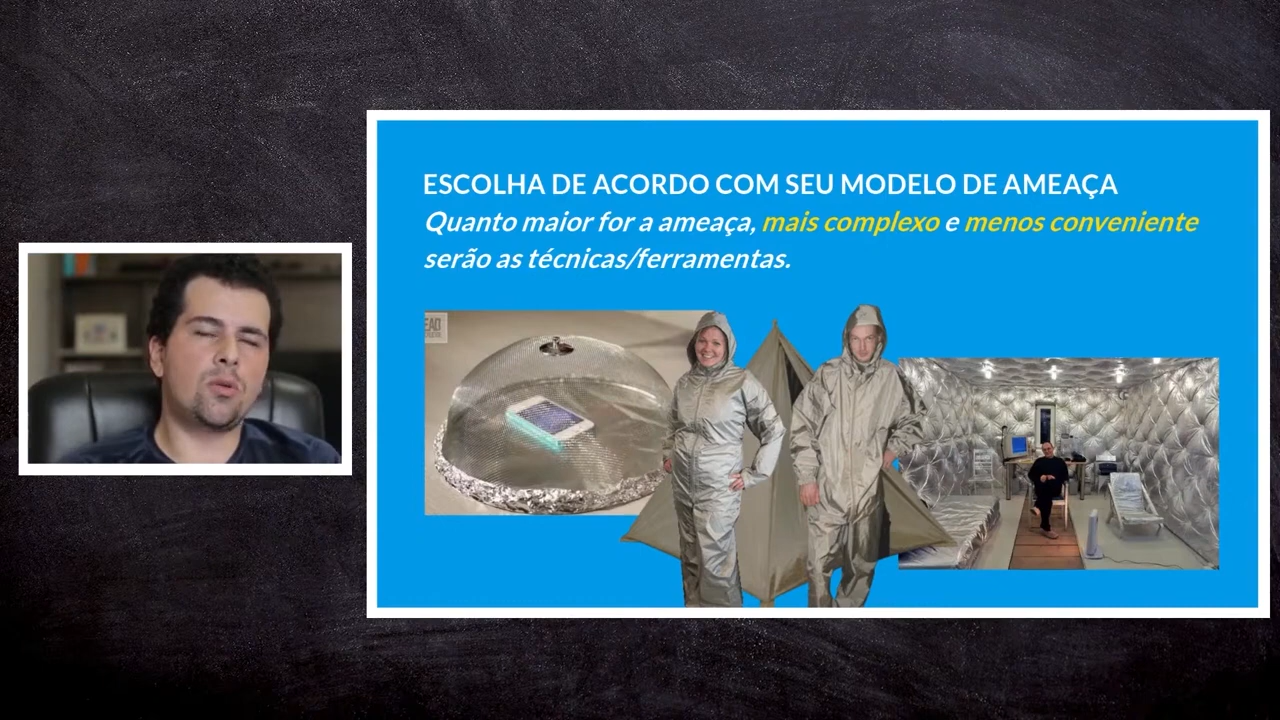 ESCOLHA DE ACORDO COM SEU MODELO DE AMEAÇA
Quanto maior for a ameaça, mais complexo e menos conveniente
serão as técnicas/ferramentas.